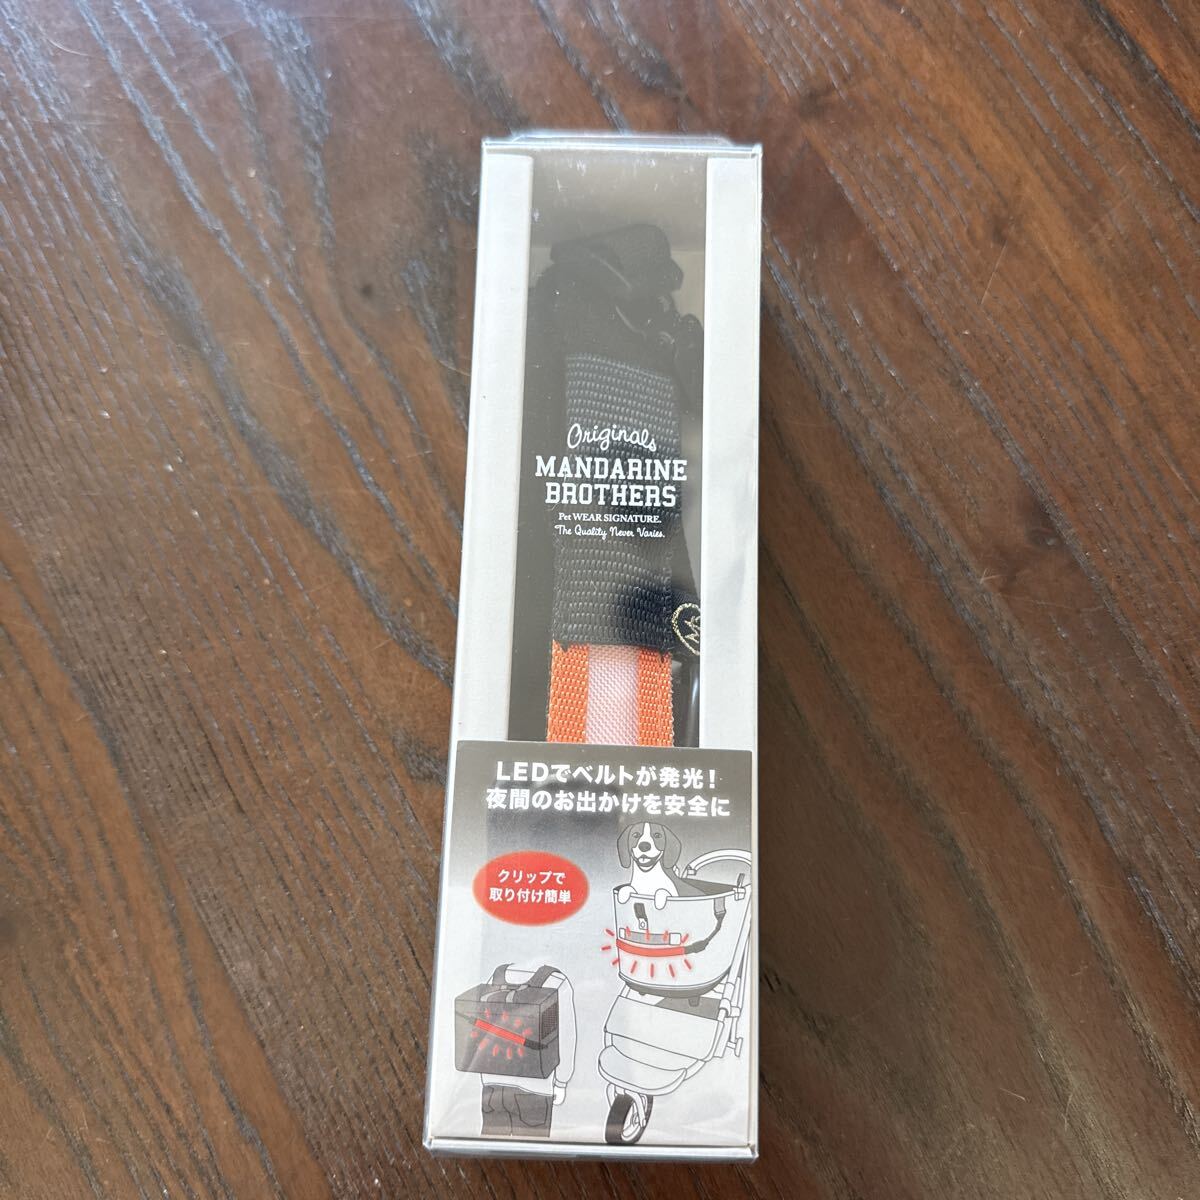 Originals
MANDARINE
BROTHERS
Pet WEAR SIGNATURE.
The Quality Never Varies.
LEDでベルトが発光!
夜間のお出かけを安全に
クリップで
取り付け簡単